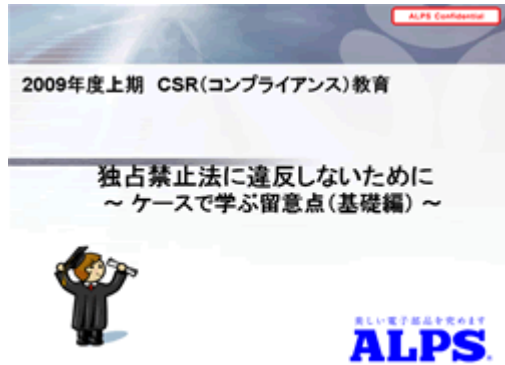 ALPS Confidential
2009年度上期 CSR(コンプライアンス)教育
独占禁止法に違反しないために
～ ケースで学ぶ留意点(基礎編) ～
美しい電子部品を究めます
ALPS